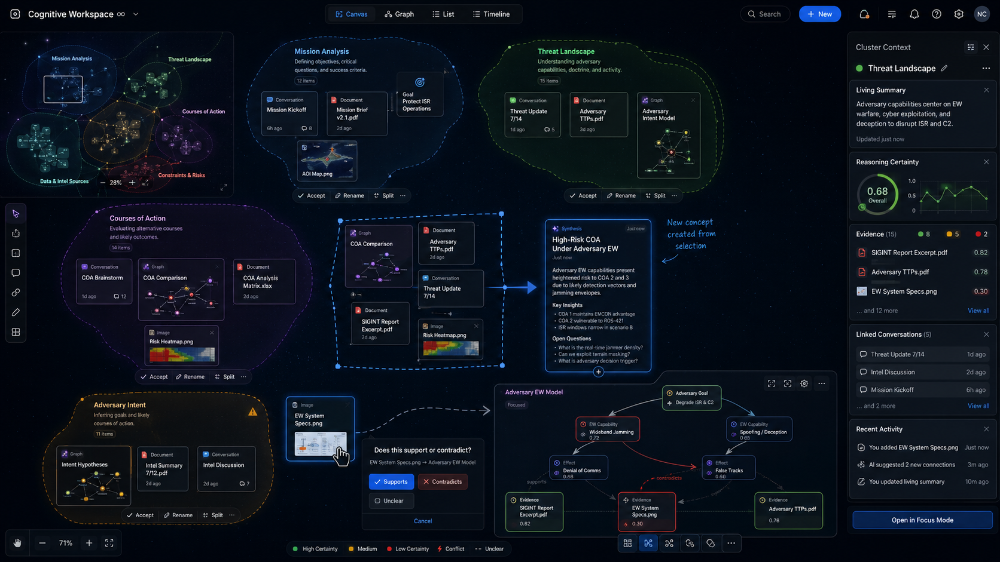 Cognitive Workspace
Canvas
Graph
List
Timeline
Search
+ New
NC
Mission Analysis
Threat Landscape
Courses of Action
Data & Intel Sources
Constraints & Risks
28%
Mission Analysis
Defining objectives, critical
questions, and success criteria.
12 items
Conversation
Mission Kickoff
6h ago
8
Document
Mission Brief
v2.1.pdf
2d ago
Goal
Protect ISR
Operations
AOI Map.png
Accept
Rename
Split
Threat Landscape
Understanding adversary
capabilities, doctrine, and activity.
15 items
Conversation
Threat Update
7/14
1d ago
5
Document
Adversary
TTPs.pdf
3d ago
Graph
Adversary
Intent Model
Accept
Rename
Split
Courses of Action
Evaluating alternative courses
and likely outcomes.
14 items
Conversation
COA Brainstorm
1d ago
12
Graph
COA Comparison
Document
COA Analysis
Matrix.xlsx
2d ago
Image
Risk Heatmap.png
Accept
Rename
Split
Graph
COA Comparison
Document
Adversary
TTPs.pdf
2d ago
Conversation
Threat Update
7/14
Document
SIGINT Report
Excerpt.pdf
2d ago
Image
Risk Heatmap.png
Synthesis
Just now
High-Risk COA
Under Adversary EW
Just now
Adversary EW capabilities present
heightened risk to COA 2 and 3
due to likely detection vectors and
jamming envelopes.
Key Insights
• COA 1 maintains EMCON advantage
• COA 2 vulnerable to ROS-421
• ISR windows narrow in scenario B
Open Questions
• What is the real-time jammer density?
• Can we exploit terrain masking?
• What is adversary decision trigger?
New concept
created from
selection
Adversary Intent
Inferring goals and likely
courses of action.
11 items
Graph
Intent Hypotheses
Document
Intel Summary
7/12.pdf
2d ago
Conversation
Intel Discussion
2d ago
7
Accept
Rename
Split
Image
EW System
Specs.png
Does this support or contradict?
EW System Specs.png → Adversary EW Model
Supports
Contradicts
Unclear
Cancel
Adversary EW Model
Focused
Adversary Goal
Degrade ISR & C2
EW Capability
Wideband Jamming
0.72
EW Capability
Spoofing / Deception
0.68
Effect
Denial of Comms
0.68
Effect
False Tracks
0.60
supports
contradicts
Evidence
SIGINT Report
Excerpt.pdf
0.82
Evidence
EW System
Specs.png
0.30
Evidence
Adversary TTPs.pdf
0.78
71%
High Certainty
Medium
Low Certainty
Conflict
Unclear
Cluster Context
Threat Landscape
Living Summary
Adversary capabilities center on EW
warfare, cyber exploitation, and
deception to disrupt ISR and C2.
Updated just now
Reasoning Certainty
0.68
Overall
1.0
0.5
0
Evidence (15)
8
5
2
SIGINT Report Excerpt.pdf
0.82
Adversary TTPs.pdf
0.78
EW System Specs.png
0.30
... and 12 more
View all
Linked Conversations (5)
Threat Update 7/14
1d ago
Intel Discussion
2d ago
Mission Kickoff
6h ago
... and 2 more
View all
Recent Activity
You added EW System Specs.png
Just now
AI suggested 2 new connections
3m ago
You updated living summary
10m ago
Open in Focus Mode